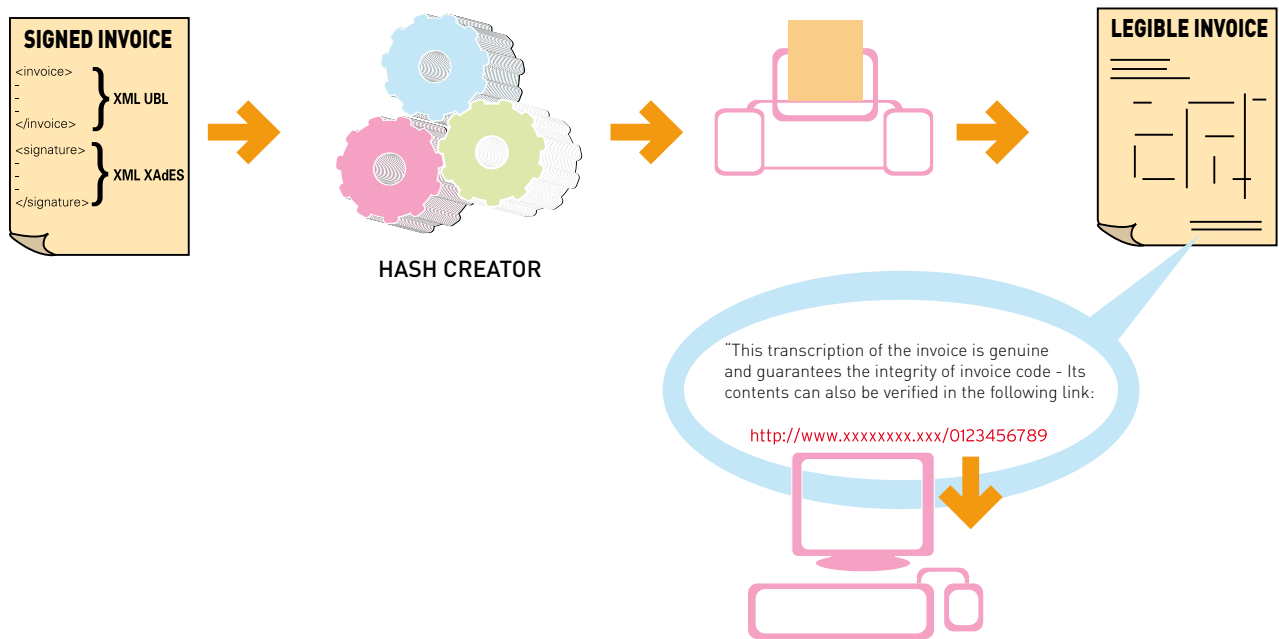 SIGNED INVOICE
<invoice>
-
-
-
</invoice>
XML UBL
<signature>
-
-
-
</signature>
XML XAdES
HASH CREATOR
LEGIBLE INVOICE
“This transcription of the invoice is genuine
and guarantees the integrity of invoice code - Its
contents can also be verified in the following link:
http://www.xxxxxxxx.xxx/0123456789